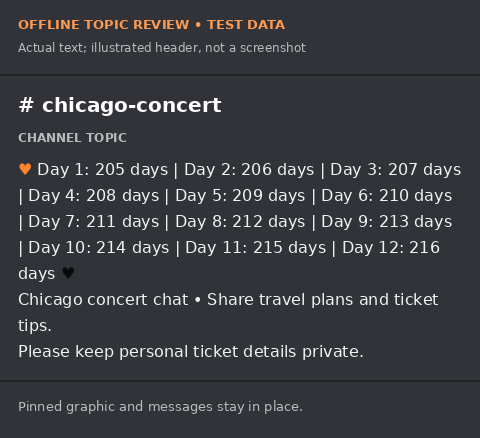 OFFLINE TOPIC REVIEW • TEST DATA
Actual text; illustrated header, not a screenshot
# chicago-concert
CHANNEL TOPIC
♥ Day 1: 205 days | Day 2: 206 days | Day 3: 207 days
| Day 4: 208 days | Day 5: 209 days | Day 6: 210 days
| Day 7: 211 days | Day 8: 212 days | Day 9: 213 days
| Day 10: 214 days | Day 11: 215 days | Day 12: 216
days ♥
Chicago concert chat • Share travel plans and ticket
tips.
Please keep personal ticket details private.
Pinned graphic and messages stay in place.